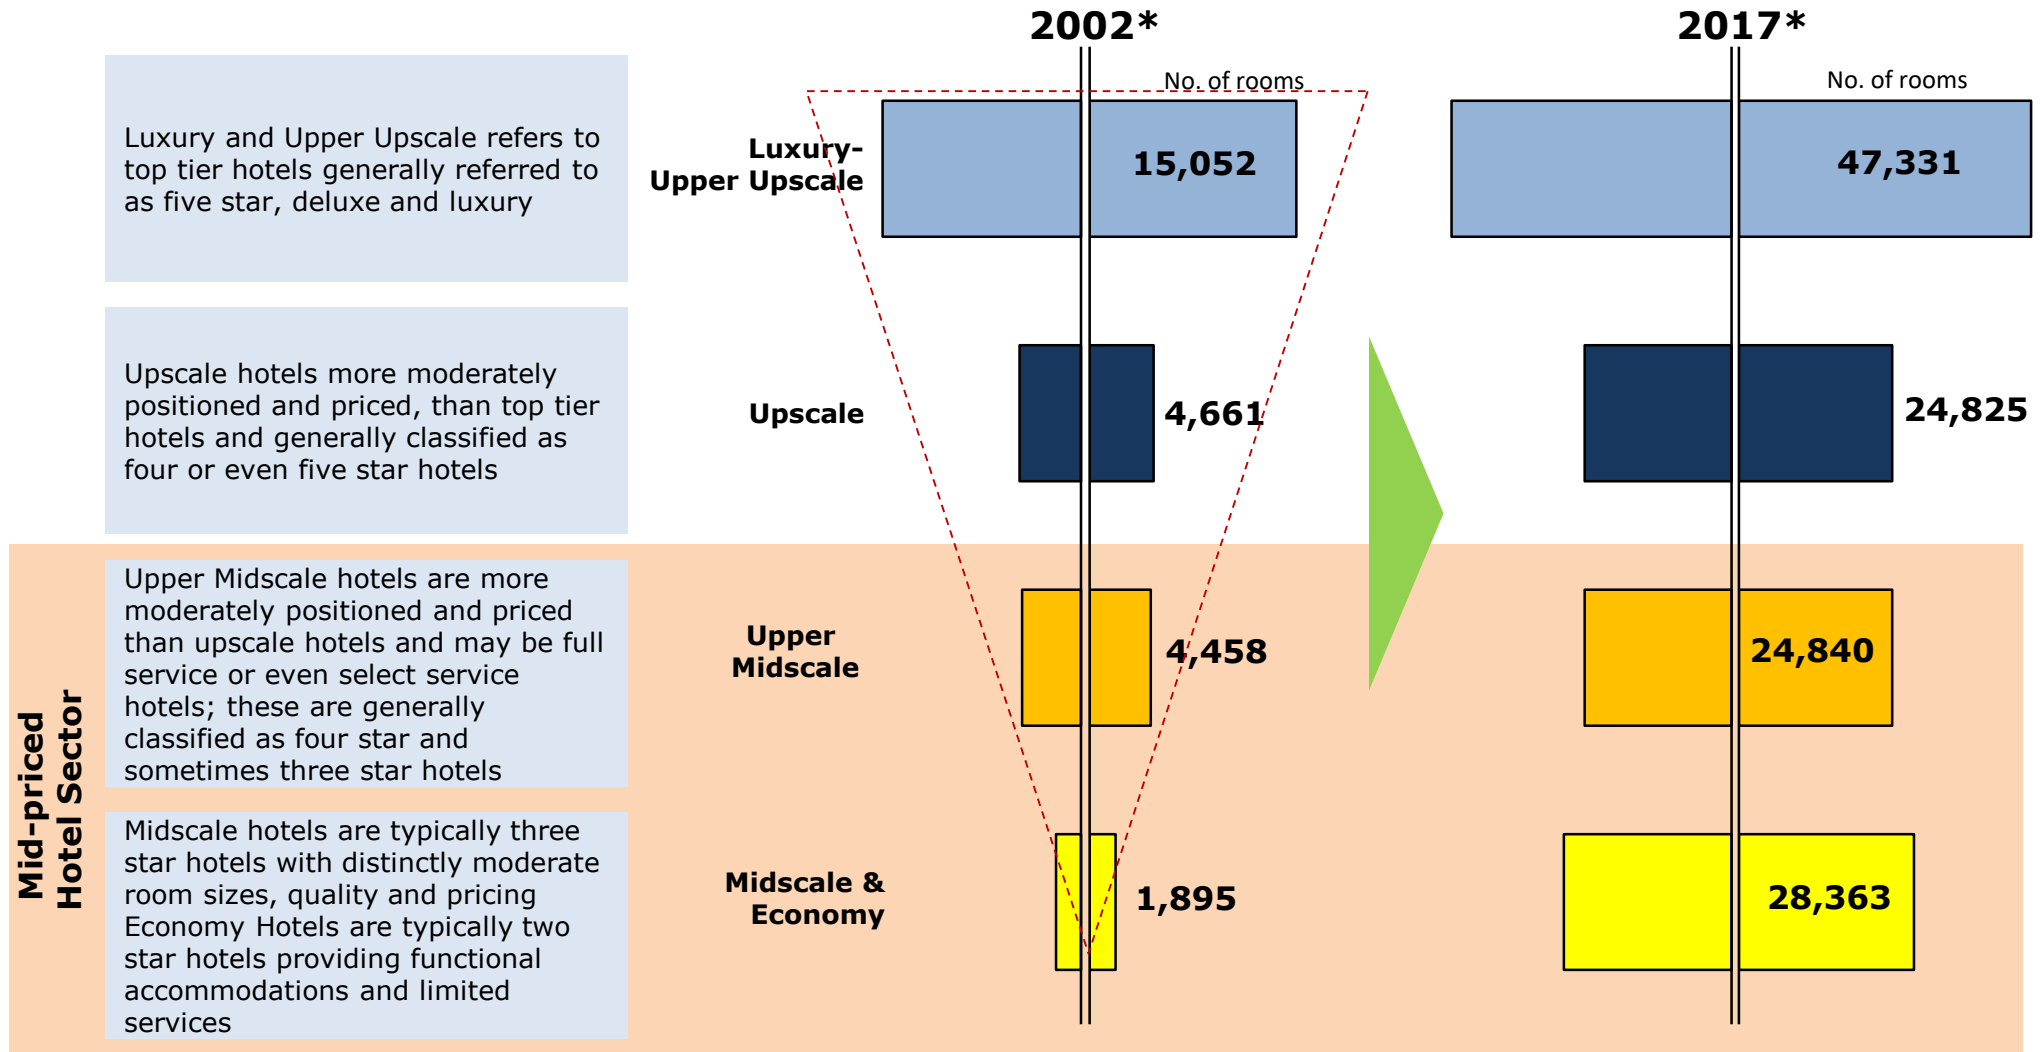 2002*
2017*
No. of rooms
No. of rooms
Luxury and Upper Upscale refers to
top tier hotels generally referred to
as five star, deluxe and luxury
Luxury-
Upper Upscale
15,052
47,331
Upscale hotels more moderately
positioned and priced, than top tier
hotels and generally classified as
four or even five star hotels
Upscale
4,661
24,825
Mid-priced
Hotel Sector
Upper Midscale hotels are more
moderately positioned and priced
than upscale hotels and may be full
service or even select service
hotels; these are generally
classified as four star and
sometimes three star hotels
Upper
Midscale
4,458
24,840
Midscale hotels are typically three
star hotels with distinctly moderate
room sizes, quality and pricing
Economy Hotels are typically two
star hotels providing functional
accommodations and limited
services
Midscale &
Economy
1,895
28,363